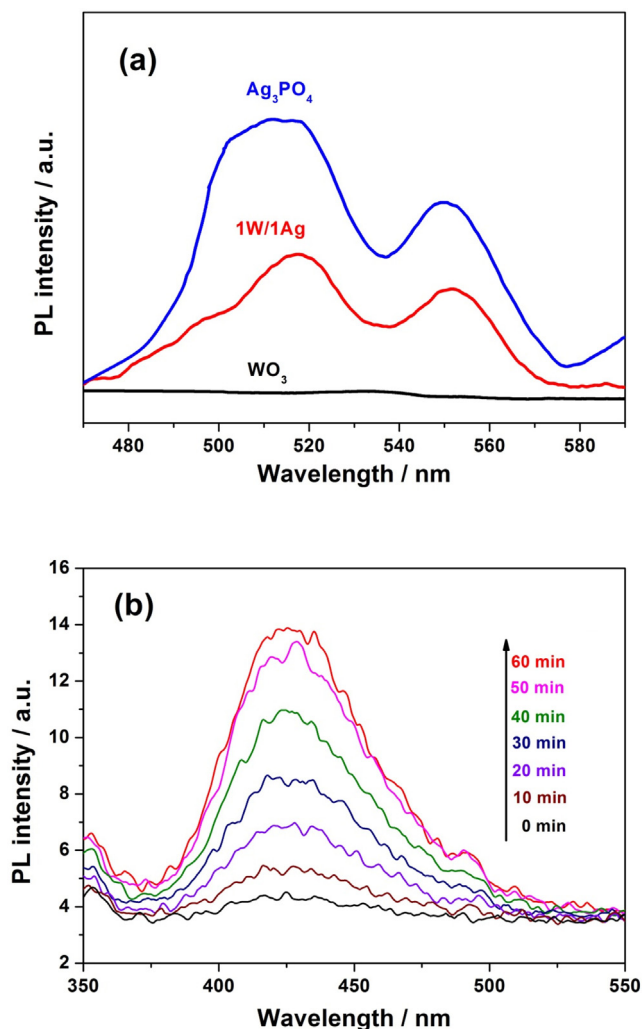 (a)
Ag₃PO₄
1W/1Ag
WO₃
PL intensity / a.u.
480 500 520 540 560 580
Wavelength / nm
(b)
16
14
12
10
8
6
4
2
PL intensity / a.u.
60 min
50 min
40 min
30 min
20 min
10 min
0 min
350 400 450 500 550
Wavelength / nm